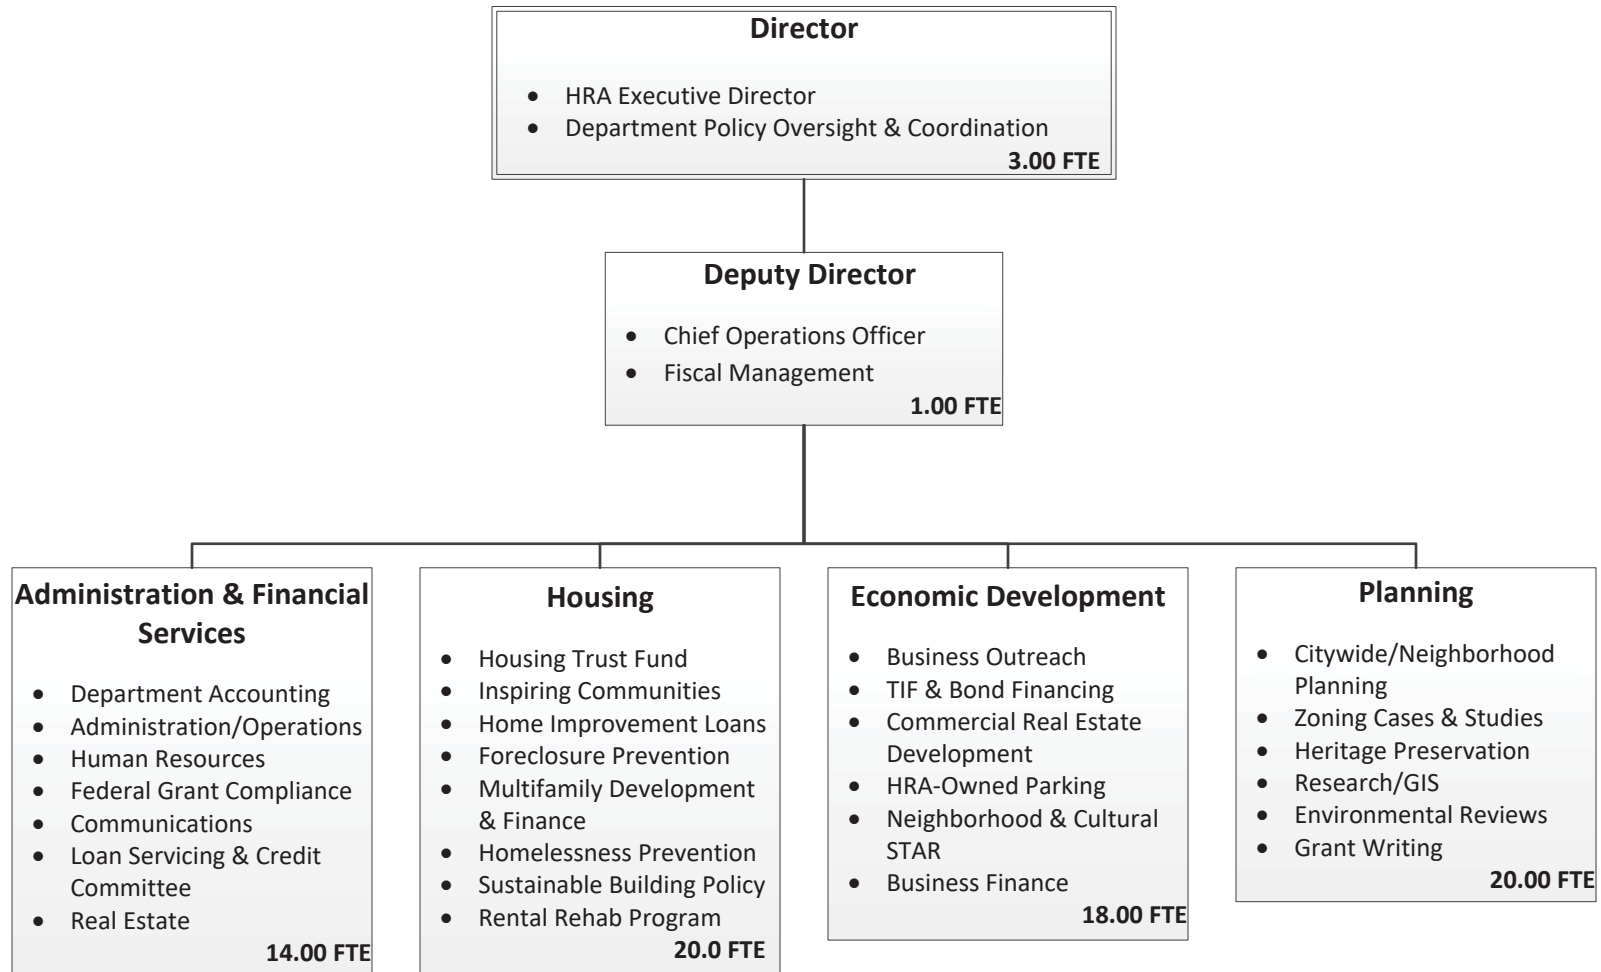 Director
• HRA Executive Director
• Department Policy Oversight & Coordination
3.00 FTE
Deputy Director
• Chief Operations Officer
• Fiscal Management
1.00 FTE
Administration & Financial
Services
• Department Accounting
• Administration/Operations
• Human Resources
• Federal Grant Compliance
• Communications
• Loan Servicing & Credit
Committee
• Real Estate
14.00 FTE
Housing
• Housing Trust Fund
• Inspiring Communities
• Home Improvement Loans
• Foreclosure Prevention
• Multifamily Development
& Finance
• Homelessness Prevention
• Sustainable Building Policy
• Rental Rehab Program
20.0 FTE
Economic Development
• Business Outreach
• TIF & Bond Financing
• Commercial Real Estate
Development
• HRA-Owned Parking
• Neighborhood & Cultural
STAR
• Business Finance
18.00 FTE
Planning
• Citywide/Neighborhood
Planning
• Zoning Cases & Studies
• Heritage Preservation
• Research/GIS
• Environmental Reviews
• Grant Writing
20.00 FTE